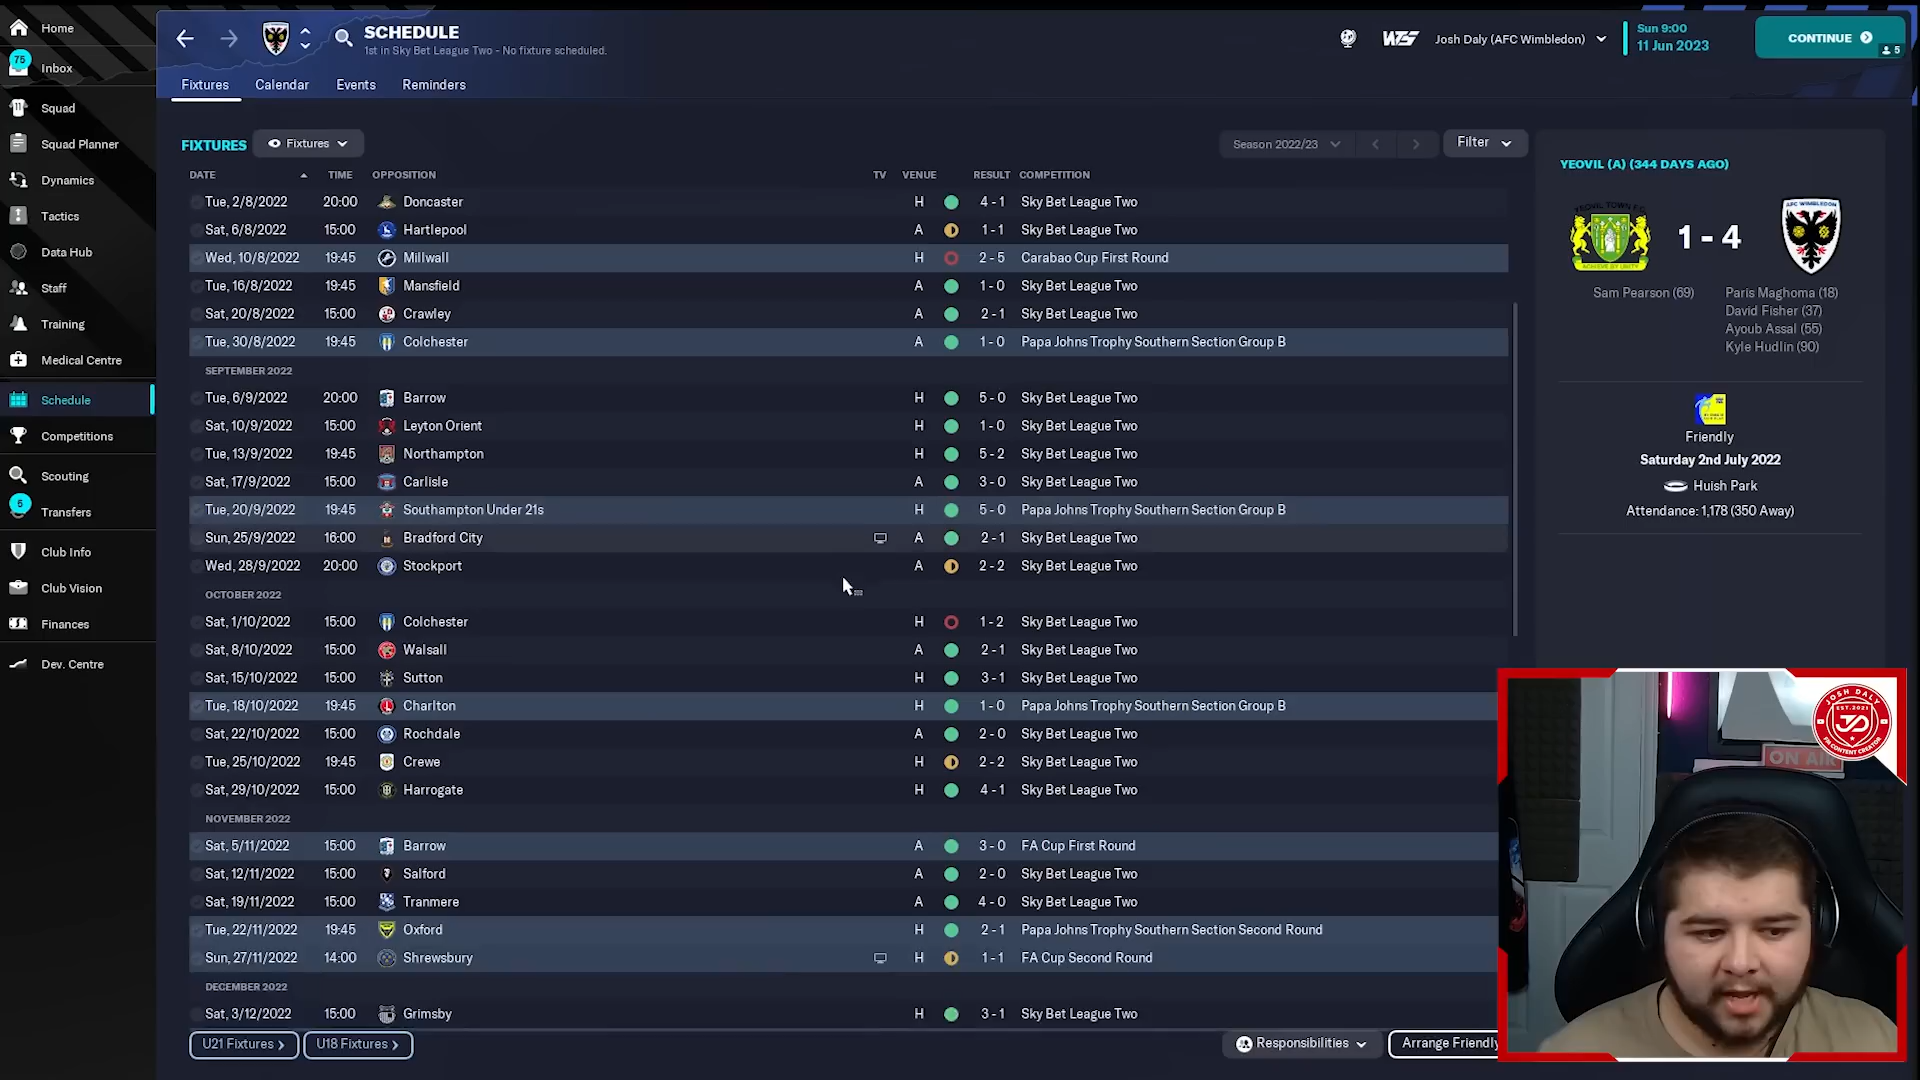 Home
75
Inbox
Squad
Squad Planner
Dynamics
Tactics
Data Hub
Staff
Training
Medical Centre
Schedule
Competitions
Scouting
5
Transfers
Club Info
Club Vision
Finances
Dev. Centre
SCHEDULE
1st in Sky Bet League Two - No fixture scheduled.
Josh Daly (AFC Wimbledon)
Sun 9:00
11 Jun 2023
CONTINUE
5
Fixtures Calendar Events Reminders
FIXTURES Fixtures Season 2022/23 Filter
DATE TIME OPPOSITION TV VENUE RESULT COMPETITION
Tue, 2/8/2022 20:00 Doncaster H 4 - 1 Sky Bet League Two
Sat, 6/8/2022 15:00 Hartlepool A 1 - 1 Sky Bet League Two
Wed, 10/8/2022 19:45 Millwall H 2 - 5 Carabao Cup First Round
Tue, 16/8/2022 19:45 Mansfield A 1 - 0 Sky Bet League Two
Sat, 20/8/2022 15:00 Crawley A 2 - 1 Sky Bet League Two
Tue, 30/8/2022 19:45 Colchester A 1 - 0 Papa Johns Trophy Southern Section Group B
SEPTEMBER 2022
Tue, 6/9/2022 20:00 Barrow H 5 - 0 Sky Bet League Two
Sat, 10/9/2022 15:00 Leyton Orient H 1 - 0 Sky Bet League Two
Tue, 13/9/2022 19:45 Northampton H 5 - 2 Sky Bet League Two
Sat, 17/9/2022 15:00 Carlisle A 3 - 0 Sky Bet League Two
Tue, 20/9/2022 19:45 Southampton Under 21s H 5 - 0 Papa Johns Trophy Southern Section Group B
Sun, 25/9/2022 16:00 Bradford City A 2 - 1 Sky Bet League Two
Wed, 28/9/2022 20:00 Stockport A 2 - 2 Sky Bet League Two
OCTOBER 2022
Sat, 1/10/2022 15:00 Colchester H 1 - 2 Sky Bet League Two
Sat, 8/10/2022 15:00 Walsall A 2 - 1 Sky Bet League Two
Sat, 15/10/2022 15:00 Sutton H 3 - 1 Sky Bet League Two
Tue, 18/10/2022 19:45 Charlton H 1 - 0 Papa Johns Trophy Southern Section Group B
Sat, 22/10/2022 15:00 Rochdale A 2 - 0 Sky Bet League Two
Tue, 25/10/2022 19:45 Crewe H 2 - 2 Sky Bet League Two
Sat, 29/10/2022 15:00 Harrogate H 4 - 1 Sky Bet League Two
NOVEMBER 2022
Sat, 5/11/2022 15:00 Barrow A 3 - 0 FA Cup First Round
Sat, 12/11/2022 15:00 Salford A 2 - 0 Sky Bet League Two
Sat, 19/11/2022 15:00 Tranmere A 4 - 0 Sky Bet League Two
Tue, 22/11/2022 19:45 Oxford H 2 - 1 Papa Johns Trophy Southern Section Second Round
Sun, 27/11/2022 14:00 Shrewsbury H 1 - 1 FA Cup Second Round
DECEMBER 2022
Sat, 3/12/2022 15:00 Grimsby H 3 - 1 Sky Bet League Two
U21 Fixtures U18 Fixtures Responsibilities Arrange Friendly
YEOVIL (A) (344 DAYS AGO)
YEOVIL TOWN F.C.
ACHIEVE BY UNITY
AFC WIMBLEDON
1 - 4
Sam Pearson (69)
Paris Maghoma (18)
David Fisher (37)
Ayoub Assal (55)
Kyle Hudlin (90)
Friendly
Saturday 2nd July 2022
Huish Park
Attendance: 1,178 (350 Away)
JOSH DALY
EST. 2021
JD
FM CONTENT CREATOR
ON AIR